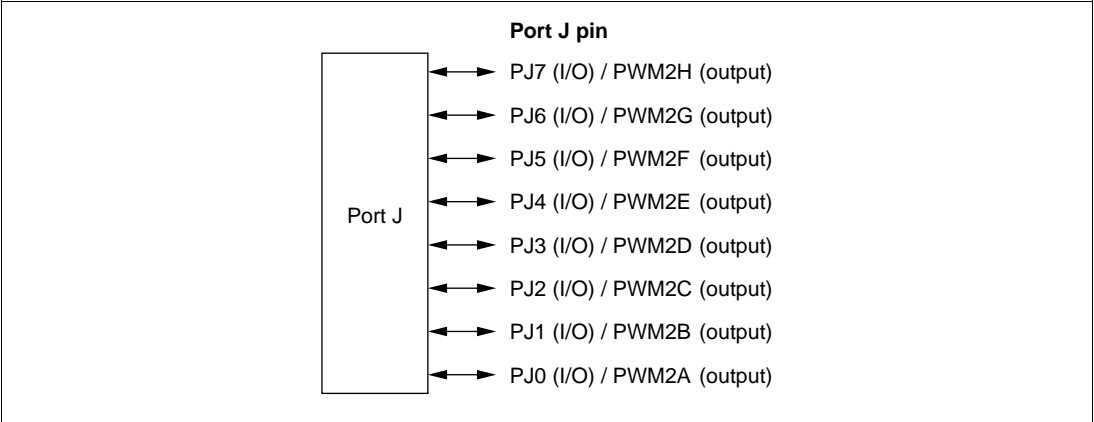 Port J pin
PJ7 (I/O) / PWM2H (output)
PJ6 (I/O) / PWM2G (output)
PJ5 (I/O) / PWM2F (output)
PJ4 (I/O) / PWM2E (output)
Port J
PJ3 (I/O) / PWM2D (output)
PJ2 (I/O) / PWM2C (output)
PJ1 (I/O) / PWM2B (output)
PJ0 (I/O) / PWM2A (output)